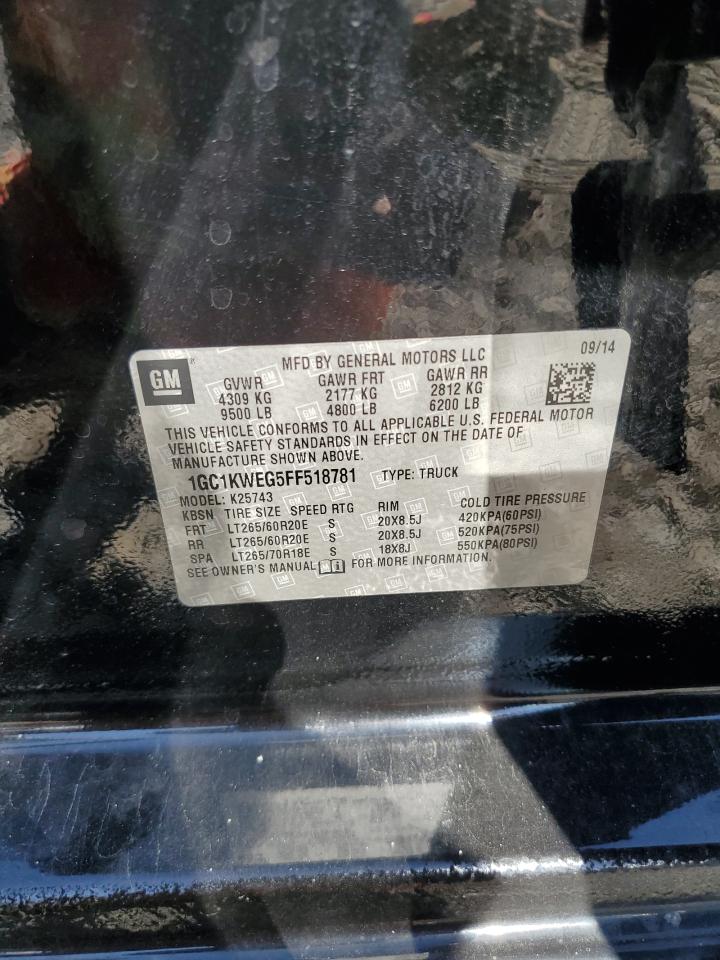 GM
MFD BY GENERAL MOTORS LLC 09/14
GVWR GAWR FRT GAWR RR
4309 KG 2177 KG 2812 KG
9500 LB 4800 LB 6200 LB
THIS VEHICLE CONFORMS TO ALL APPLICABLE U.S. FEDERAL MOTOR
VEHICLE SAFETY STANDARDS IN EFFECT ON THE DATE OF
MANUFACTURE SHOWN ABOVE.
1GC1KWEG5FF518781 TYPE: TRUCK
MODEL: K25743
KBSN TIRE SIZE SPEED RTG RIM COLD TIRE PRESSURE
FRT LT265/60R20E S 20X8.5J 420KPA(60PSI)
RR LT265/60R20E S 20X8.5J 520KPA(75PSI)
SPA LT265/70R18E S 18X8J 550KPA(80PSI)
SEE OWNER'S MANUAL FOR MORE INFORMATION.